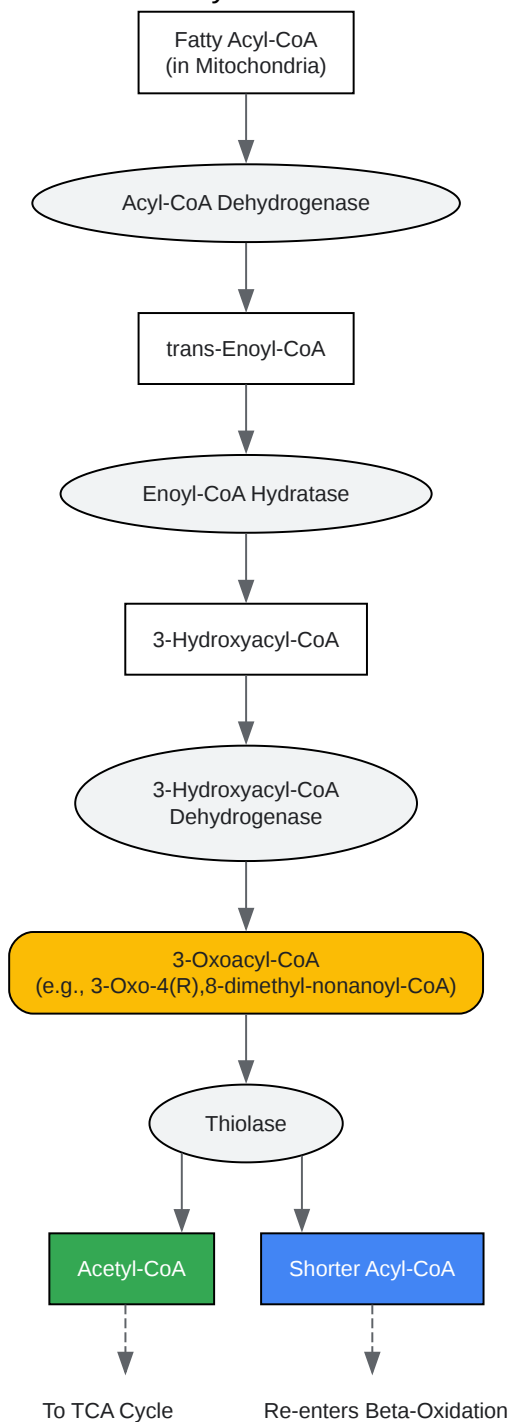 Fatty Acyl-CoA
(in Mitochondria)
Acyl-CoA Dehydrogenase
trans-Enoyl-CoA
Enoyl-CoA Hydratase
3-Hydroxyacyl-CoA
3-Hydroxyacyl-CoA
Dehydrogenase
3-Oxoacyl-CoA
(e.g., 3-Oxo-4(R),8-dimethyl-nonanoyl-CoA)
Thiolase
Acetyl-CoA
Shorter Acyl-CoA
To TCA Cycle
Re-enters Beta-Oxidation